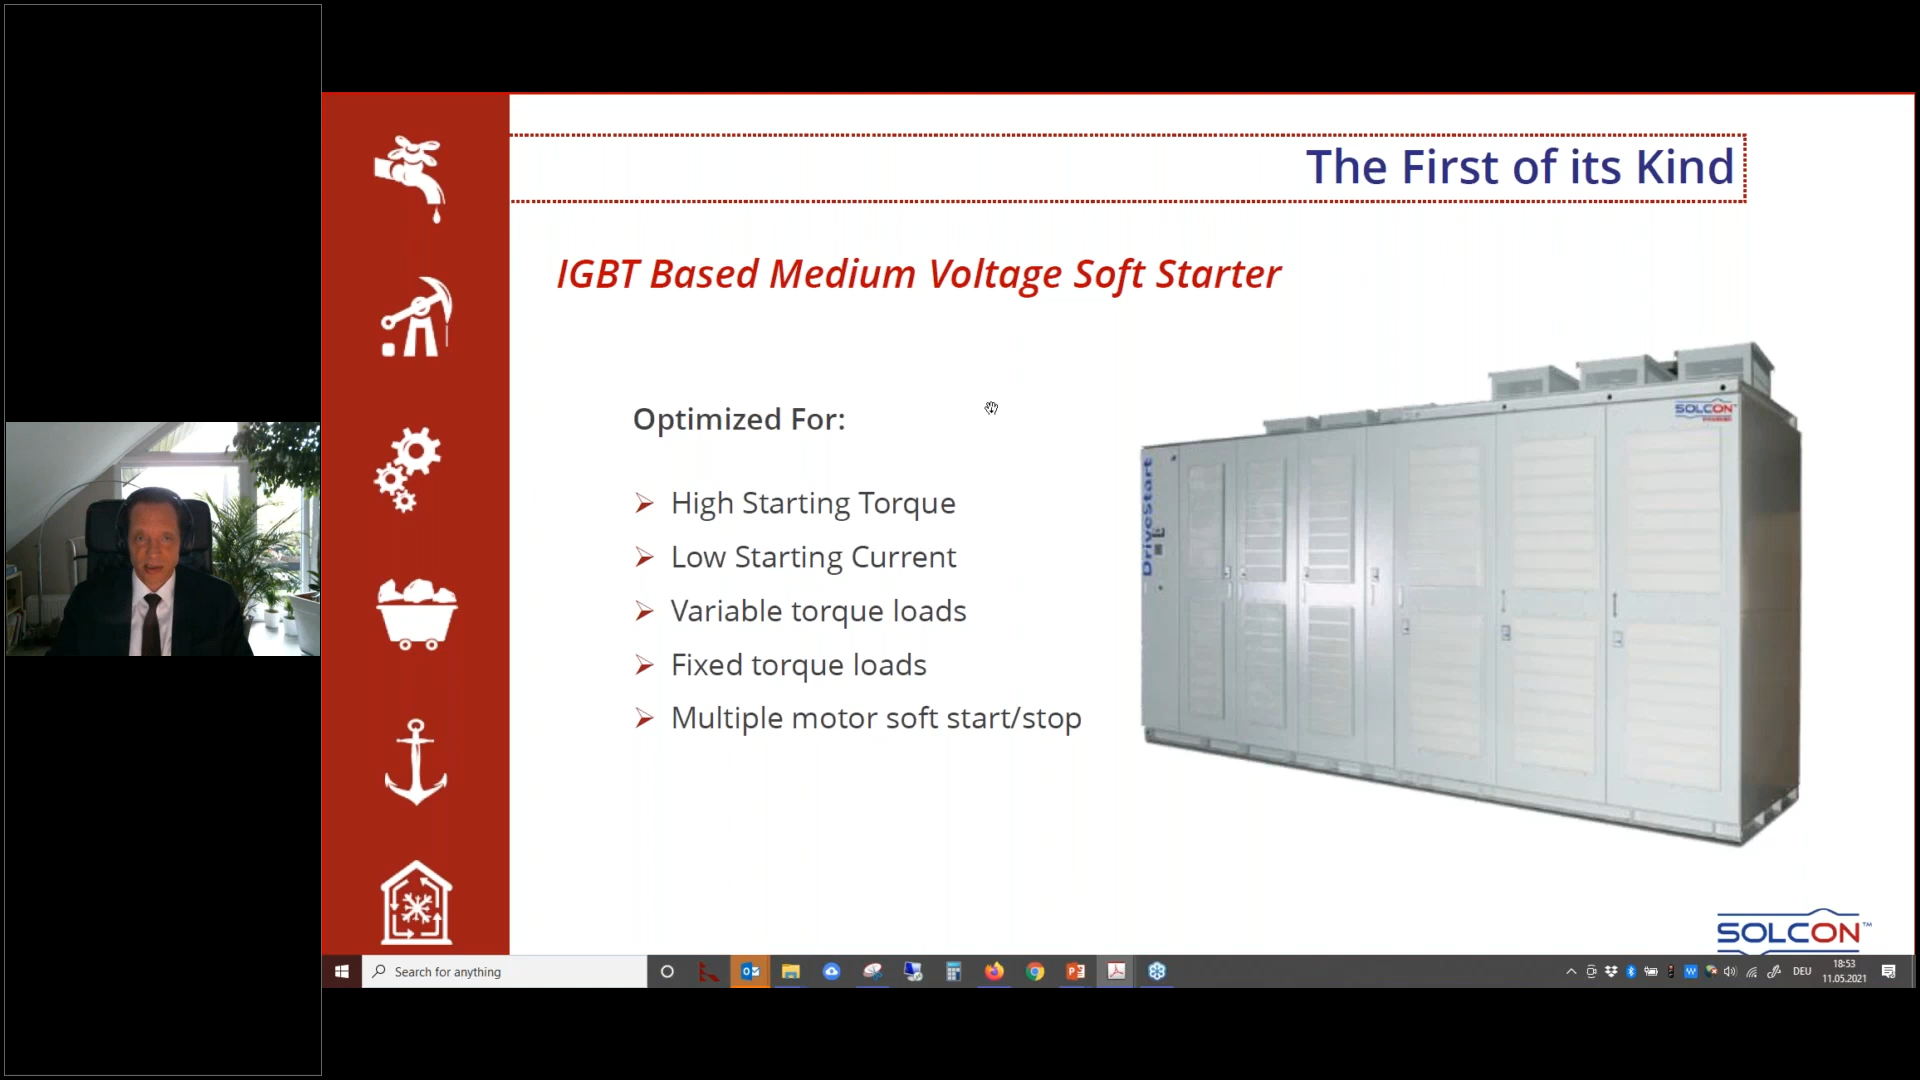 The First of its Kind
IGBT Based Medium Voltage Soft Starter
Optimized For:
High Starting Torque
Low Starting Current
Variable torque loads
Fixed torque loads
Multiple motor soft start/stop
SOLCON
DriveStart
SOLCON™
Search for anything
DEU
18:53
11.05.2021